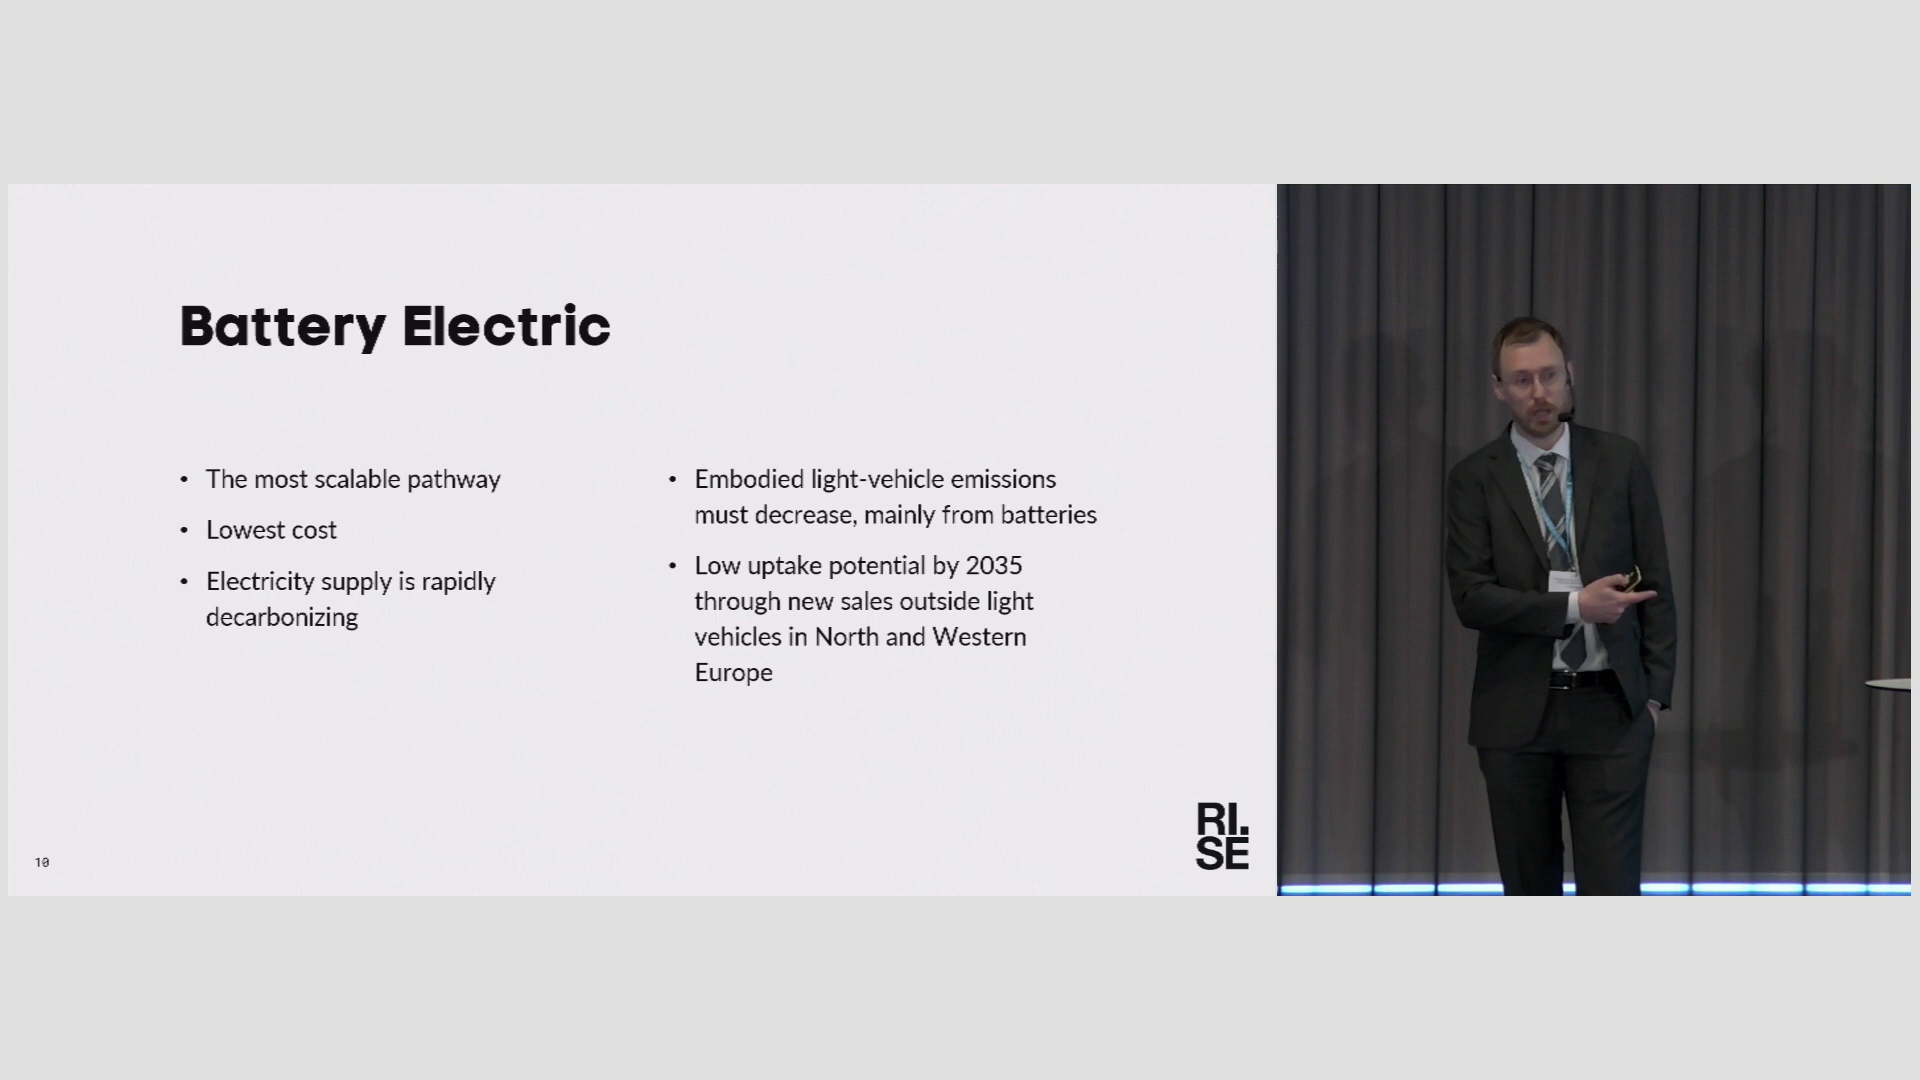 Battery Electric
• The most scalable pathway
• Lowest cost
• Electricity supply is rapidly
decarbonizing
• Embodied light-vehicle emissions
must decrease, mainly from batteries
• Low uptake potential by 2035
through new sales outside light
vehicles in North and Western
Europe
10
RI.
SE